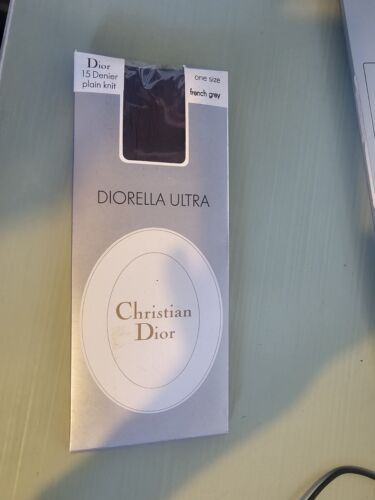 Dior
15 Denier
plain knit
one size
french grey
DIORELLA ULTRA
Christian
Dior